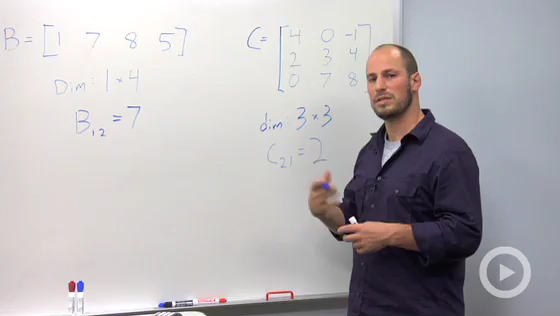 B = [1 7 8 5]
Dim: 1 x 4
B₁₂ = 7
C = [4 0 -1
2 3 4
0 7 8]
dim: 3 x 3
C₂₁ = 2